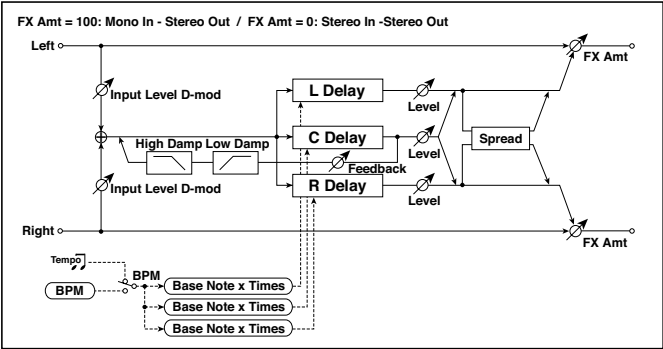 FX Amt = 100: Mono In - Stereo Out / FX Amt = 0: Stereo In -Stereo Out
Left
FX Amt
Input Level D-mod
L Delay
Level
High Damp Low Damp
C Delay
Level
Spread
Feedback
Input Level D-mod
R Delay
Level
Right
FX Amt
Tempo
BPM
BPM
Base Note x Times
Base Note x Times
Base Note x Times